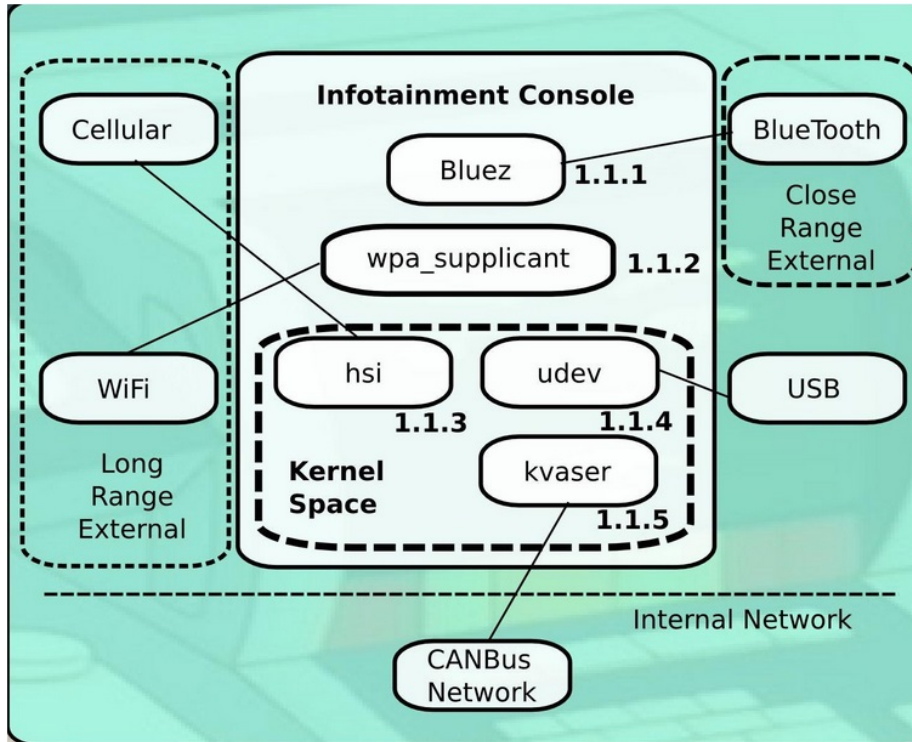 Infotainment Console
Cellular
Bluez
1.1.1
BlueTooth
Close
Range
External
wpa_supplicant
1.1.2
WiFi
hsi
1.1.3
udev
1.1.4
USB
Long
Range
External
Kernel
Space
kvaser
1.1.5
Internal Network
CANBus
Network